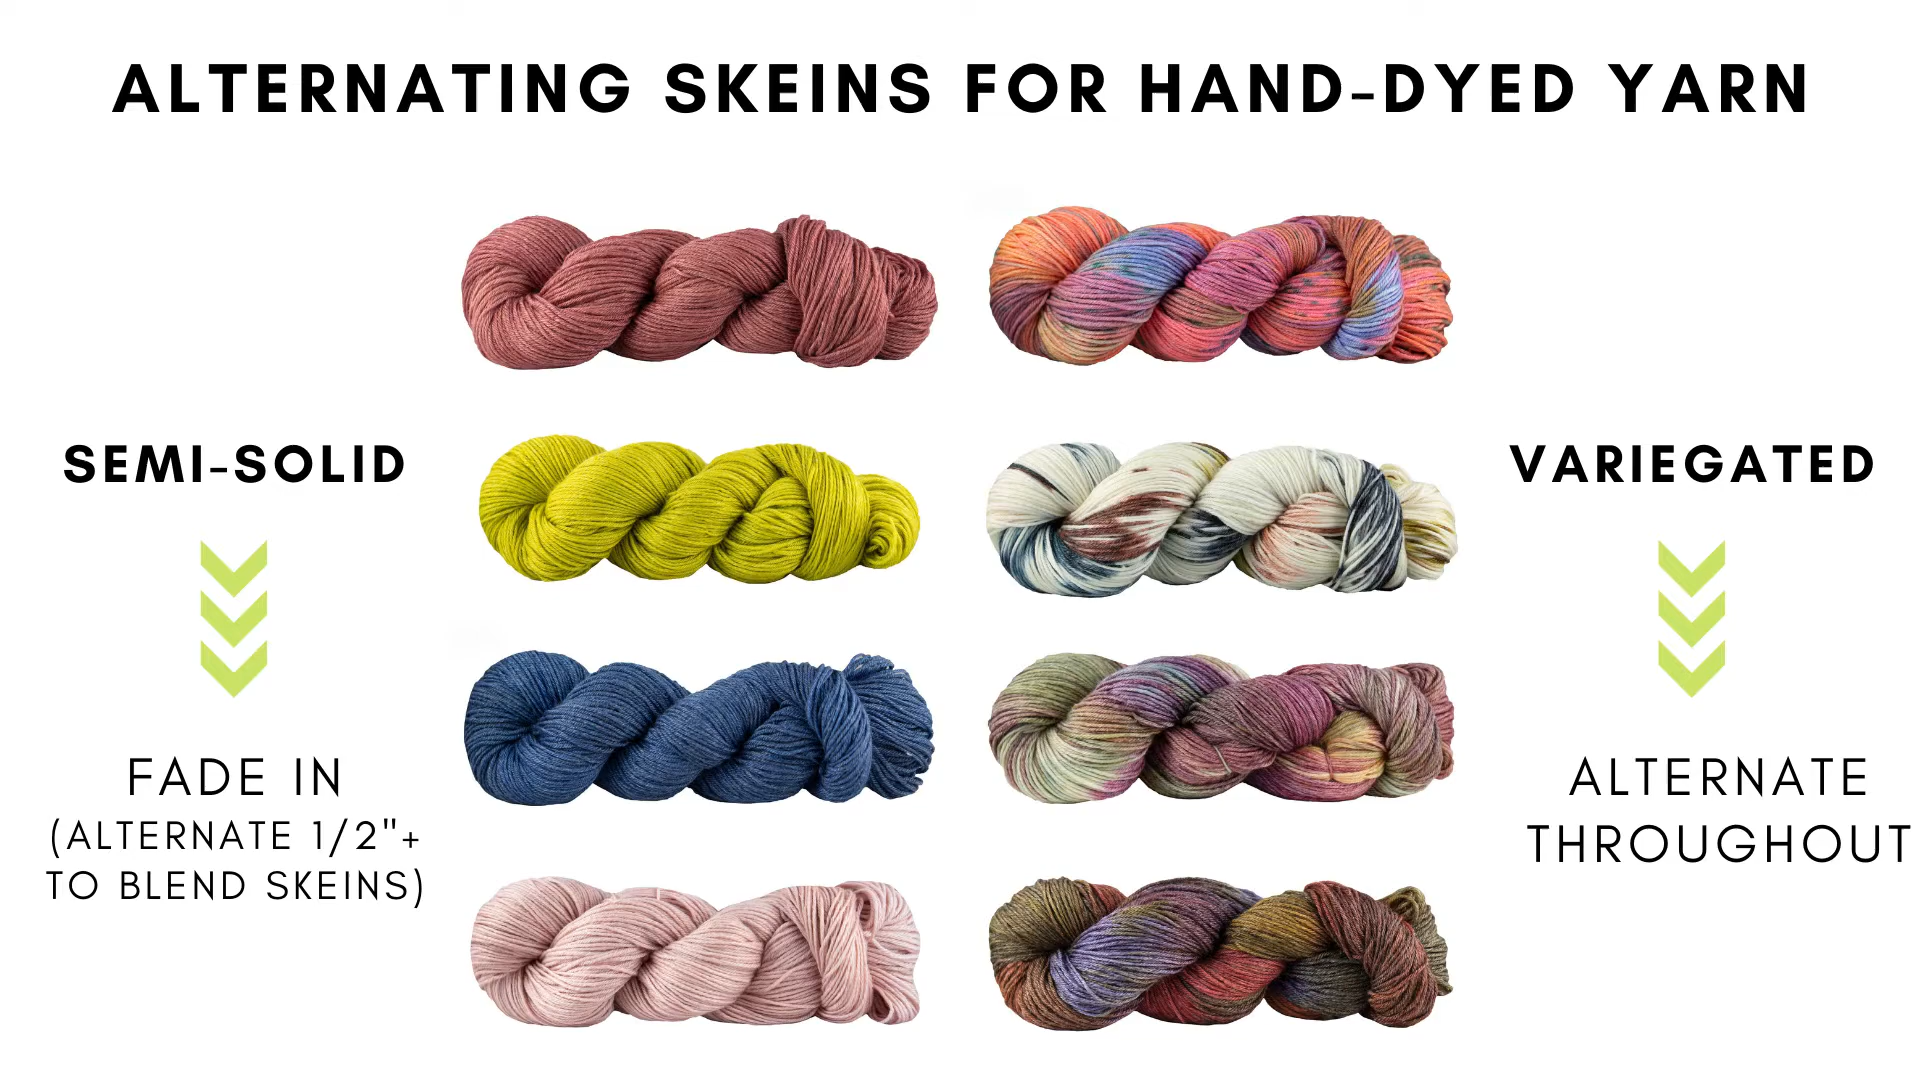 ALTERNATING SKEINS FOR HAND-DYED YARN
SEMI-SOLID
FADE IN
(ALTERNATE 1/2"+
TO BLEND SKEINS)
VARIEGATED
ALTERNATE
THROUGHOUT